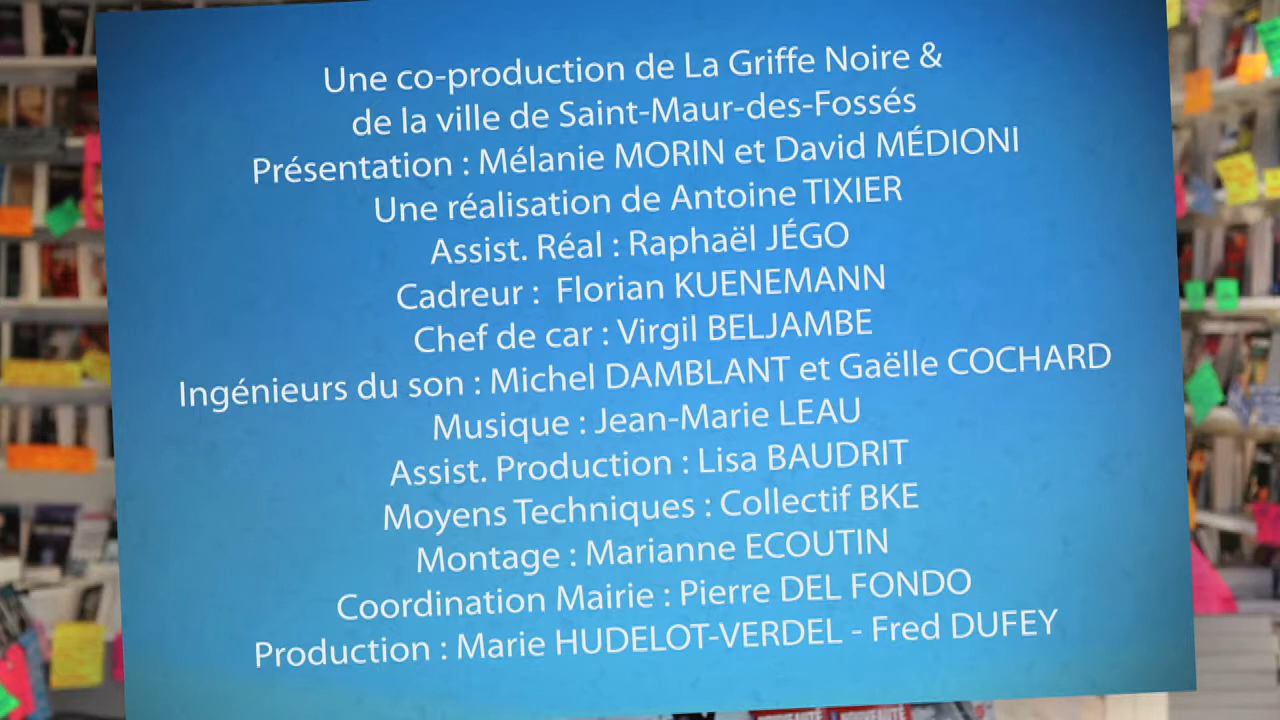 Une co-production de La Griffe Noire &
de la ville de Saint-Maur-des-Fossés
Présentation : Mélanie MORIN et David MÉDIONI
Une réalisation de Antoine TIXIER
Assist. Réal : Raphaël JÉGO
Cadreur :  Florian KUENEMANN
Chef de car : Virgil BELJAMBE
Ingénieurs du son : Michel DAMBLANT et Gaëlle COCHARD
Musique : Jean-Marie LEAU
Assist. Production : Lisa BAUDRIT
Moyens Techniques : Collectif BKE
Montage : Marianne ECOUTIN
Coordination Mairie : Pierre DEL FONDO
Production : Marie HUDELOT-VERDEL - Fred DUFEY